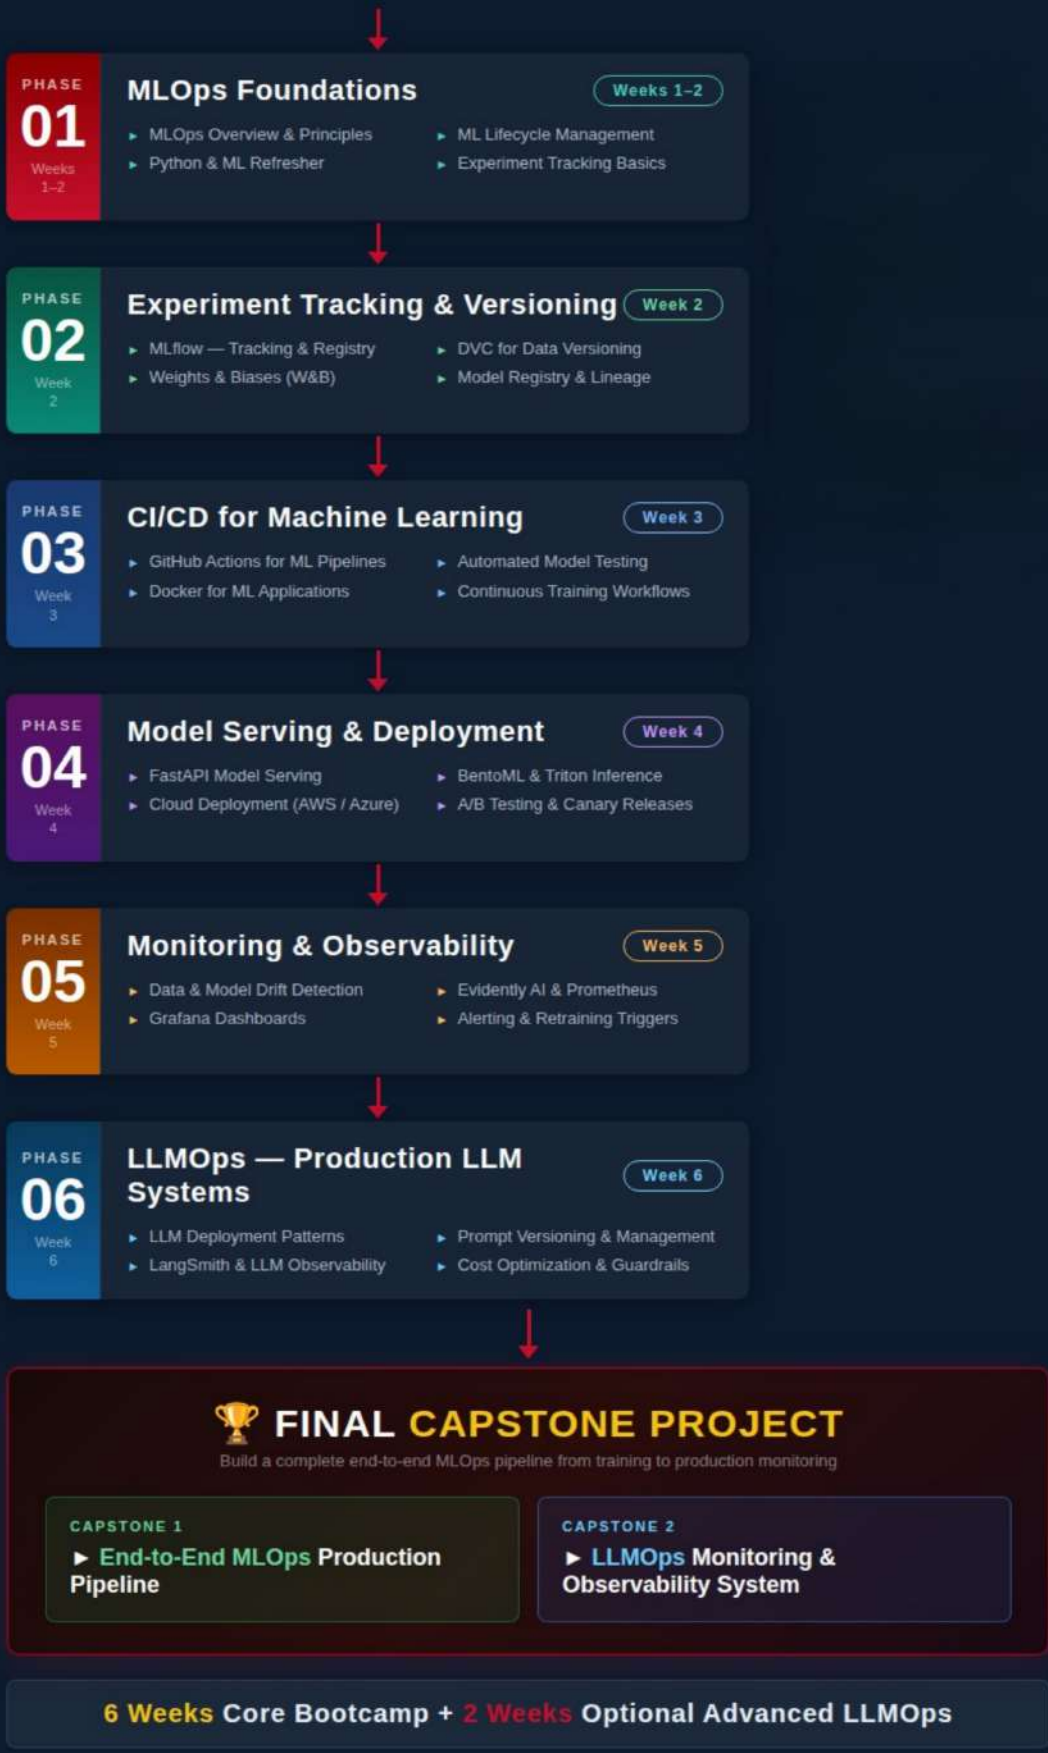 PHASE
01
Weeks
1–2
MLOps Foundations
Weeks 1–2
► MLOps Overview & Principles
► ML Lifecycle Management
► Python & ML Refresher
► Experiment Tracking Basics
PHASE
02
Week
2
Experiment Tracking & Versioning
Week 2
► MLflow — Tracking & Registry
► DVC for Data Versioning
► Weights & Biases (W&B)
► Model Registry & Lineage
PHASE
03
Week
3
CI/CD for Machine Learning
Week 3
► GitHub Actions for ML Pipelines
► Automated Model Testing
► Docker for ML Applications
► Continuous Training Workflows
PHASE
04
Week
4
Model Serving & Deployment
Week 4
► FastAPI Model Serving
► BentoML & Triton Inference
► Cloud Deployment (AWS / Azure)
► A/B Testing & Canary Releases
PHASE
05
Week
5
Monitoring & Observability
Week 5
► Data & Model Drift Detection
► Evidently AI & Prometheus
► Grafana Dashboards
► Alerting & Retraining Triggers
PHASE
06
Week
6
LLMOps — Production LLM
Systems
Week 6
► LLM Deployment Patterns
► Prompt Versioning & Management
► LangSmith & LLM Observability
► Cost Optimization & Guardrails
🏆 FINAL CAPSTONE PROJECT
Build a complete end-to-end MLOps pipeline from training to production monitoring
CAPSTONE 1
► End-to-End MLOps Production
Pipeline
CAPSTONE 2
► LLMOps Monitoring &
Observability System
6 Weeks Core Bootcamp + 2 Weeks Optional Advanced LLMOps